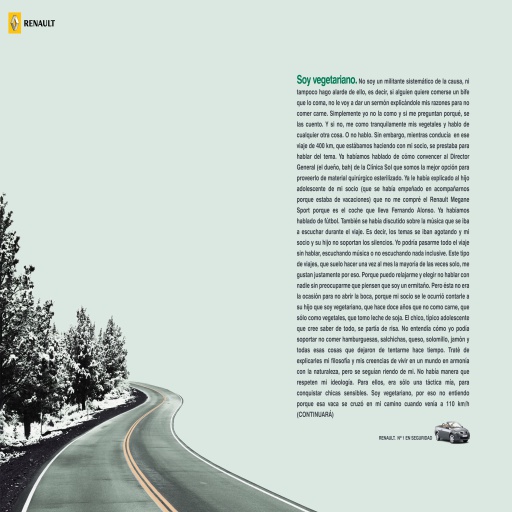 RENAULT
Soy vegetariano. No soy un militante sistemático de la causa, ni
tampoco hago alarde de ello, es decir, si alguien quiere comerse un bife
que lo coma, no le voy a dar un sermón explicándole mis razones para no
comer carne. Simplemente yo no la como y si me preguntan porqué, se
las cuento. Y si no, me como tranquilamente mis vegetales y hablo de
cualquier otra cosa. O no hablo. Sin embargo, mientras conducía en ese
viaje de 400 km, que estábamos haciendo con mi socio, se prestaba para
hablar del tema. Ya habíamos hablado de cómo convencer al Director
General (el dueño, bah) de la Clínica Sol que somos la mejor opción para
proveerlo de material quirúrgico esterilizado. Ya le había explicado al hijo
adolescente de mi socio (que se había empeñado en acompañarnos
porque estaba de vacaciones) que no me compré el Renault Megane
Sport porque es el coche que lleva Fernando Alonso. Ya habíamos
hablado de fútbol. También se había discutido sobre la música que se iba
a escuchar durante el viaje. Es decir, los temas se iban agotando y mi
socio y su hijo no soportan los silencios. Yo podría pasarme todo el viaje
sin hablar, escuchando música o no escuchando nada inclusive. Este tipo
de viajes, que suelo hacer una vez al mes la mayoría de las veces solo, me
gustan justamente por eso. Porque puedo relajarme y elegir no hablar con
nadie sin preocuparme que piensen que soy un ermitaño. Pero ésta no era
la ocasión para no abrir la boca, porque mi socio se le ocurrió contarle a
su hijo que soy vegetariano, que hace doce años que no como carne, que
sólo como vegetales, que tomo leche de soja. El chico, típico adolescente
que cree saber de todo, se partía de risa. No entendía cómo yo podía
soportar no comer hamburguesas, salchichas, queso, solomillo, jamón y
todas esas cosas que dejaron de tentarme hace tiempo. Traté de
explicarles mi filosofía y mis creencias de vivir en un mundo en armonía
con la naturaleza, pero se seguían riendo de mí. No había manera que
respeten mi ideología. Para ellos, era sólo una táctica mía, para
conquistar chicas sensibles. Soy vegetariano, por eso no entiendo
porque esa vaca se cruzó en mi camino cuando venía a 110 km/h
(CONTINUARÁ)
RENAULT. Nº1 EN SEGURIDAD